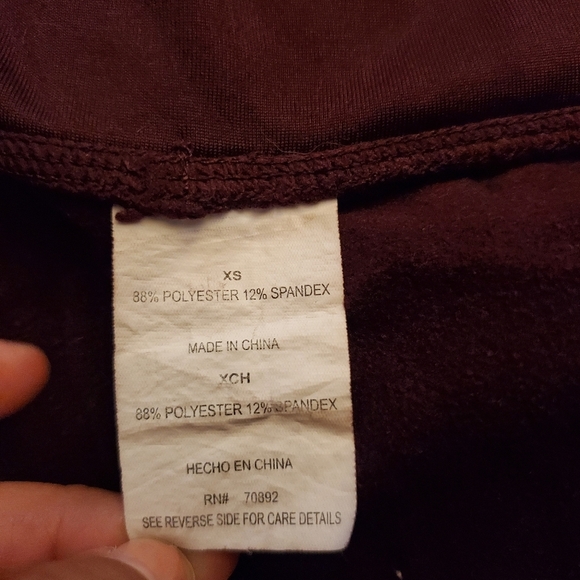 XS
88% POLYESTER 12% SPANDEX
MADE IN CHINA
XCH
88% POLYESTER 12% SPANDEX
HECHO EN CHINA
RN# 70892
SEE REVERSE SIDE FOR CARE DETAILS